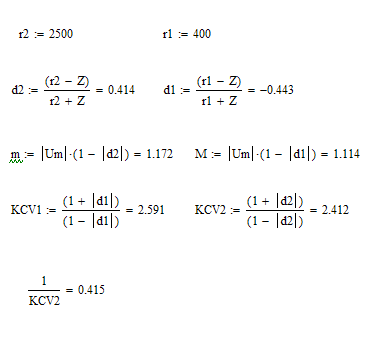 r2 := 2500 r1 := 400
d2 := (r2 − Z) / (r2 + Z) = 0.414 d1 := (r1 − Z) / (r1 + Z) = −0.443
m := |Um|·(1 − |d2|) = 1.172 M := |Um|·(1 − |d1|) = 1.114
KCV1 := (1 + |d1|) / (1 − |d1|) = 2.591 KCV2 := (1 + |d2|) / (1 − |d2|) = 2.412
1 / KCV2 = 0.415